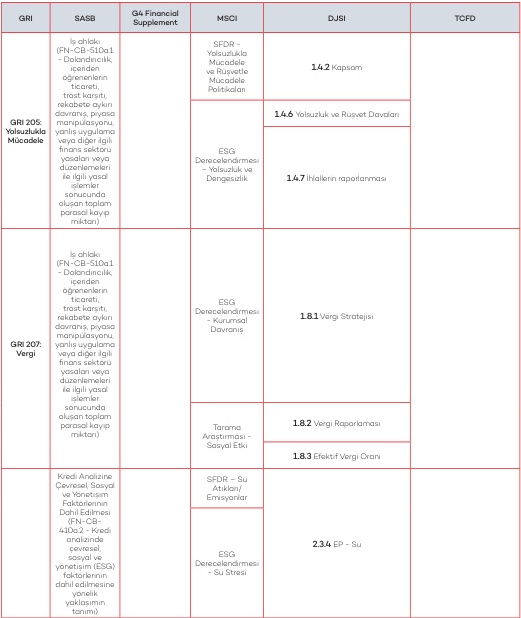 GRI
SASB
G4 Financial
Supplement
MSCI
DJSI
TCFD
GRI 205:
Yolsuzlukla
Mücadele
İş ahlakı
(FN-CB-510a.1
- Dolandırıcılık,
içeriden
öğrenenlerin
ticareti,
tröst karşıtı,
rekabete aykırı
davranış, piyasa
manipülasyonu,
yanlış uygulama
veya diğer ilgili
finans sektörü
yasaları veya
düzenlemeleri
ile ilgili yasal
işlemler
sonucunda
oluşan toplam
parasal kayıp
miktarı)
SFDR -
Yolsuzlukla
Mücadele
ve Rüşvetle
Mücadele
Politikaları
1.4.2 Kapsam
ESG
Derecelendirmesi
– Yolsuzluk ve
Dengesizlik
1.4.6 Yolsuzluk ve Rüşvet Davaları
1.4.7 İhlallerin raporlanması
GRI 207:
Vergi
İş ahlakı
(FN-CB-510a.1
- Dolandırıcılık,
içeriden
öğrenenlerin
ticareti,
tröst karşıtı,
rekabete aykırı
davranış, piyasa
manipülasyonu,
yanlış uygulama
veya diğer ilgili
finans sektörü
yasaları veya
düzenlemeleri
ile ilgili yasal
işlemler
sonucunda
oluşan toplam
parasal kayıp
miktarı)
ESG
Derecelendirmesi
- Kurumsal
Davranış
1.8.1 Vergi Stratejisi
Tarama
Araştırması -
Sosyal Etki
1.8.2 Vergi Raporlaması
1.8.3 Efektif Vergi Oranı
Kredi Analizine
Çevresel, Sosyal
ve Yönetişim
Faktörlerinin
Dahil Edilmesi
(FN-CB-
410a.2 - Kredi
analizinde
çevresel,
sosyal ve
yönetişim (ESG)
faktörlerinin
dahil edilmesine
yönelik
yaklaşımın
tanımı)
SFDR – Su
Atıkları/
Emisyonlar
ESG
Derecelendirmesi
- Su Stresi
2.3.4 EP - Su